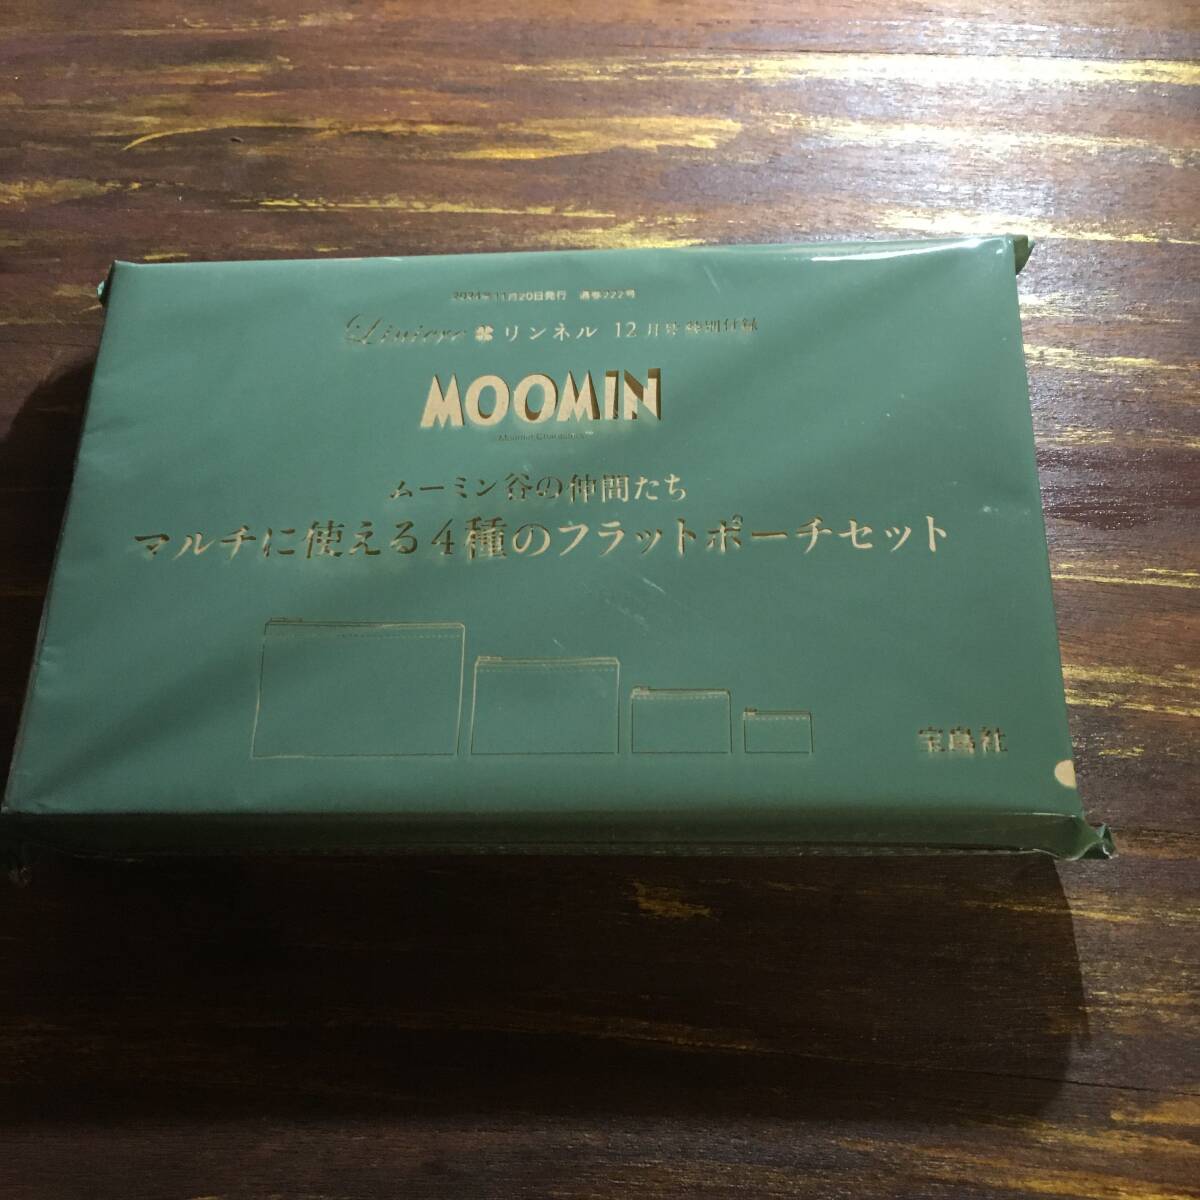 2024年11月20日発行 通巻222号
Liniere リンネル 12月号 特別付録
MOOMIN
Moomin Characters™
ムーミン谷の仲間たち
マルチに使える4種のフラットポーチセット
宝島社